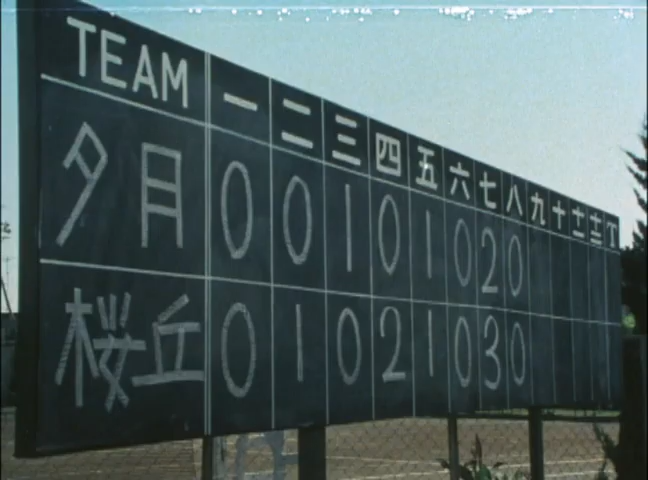 TEAM 一 二 三 四 五 六 七 八 九 十 十一 十二 T
夕月 0 0 1 0 1 0 2 0
桜丘 0 1 0 2 1 0 3 0